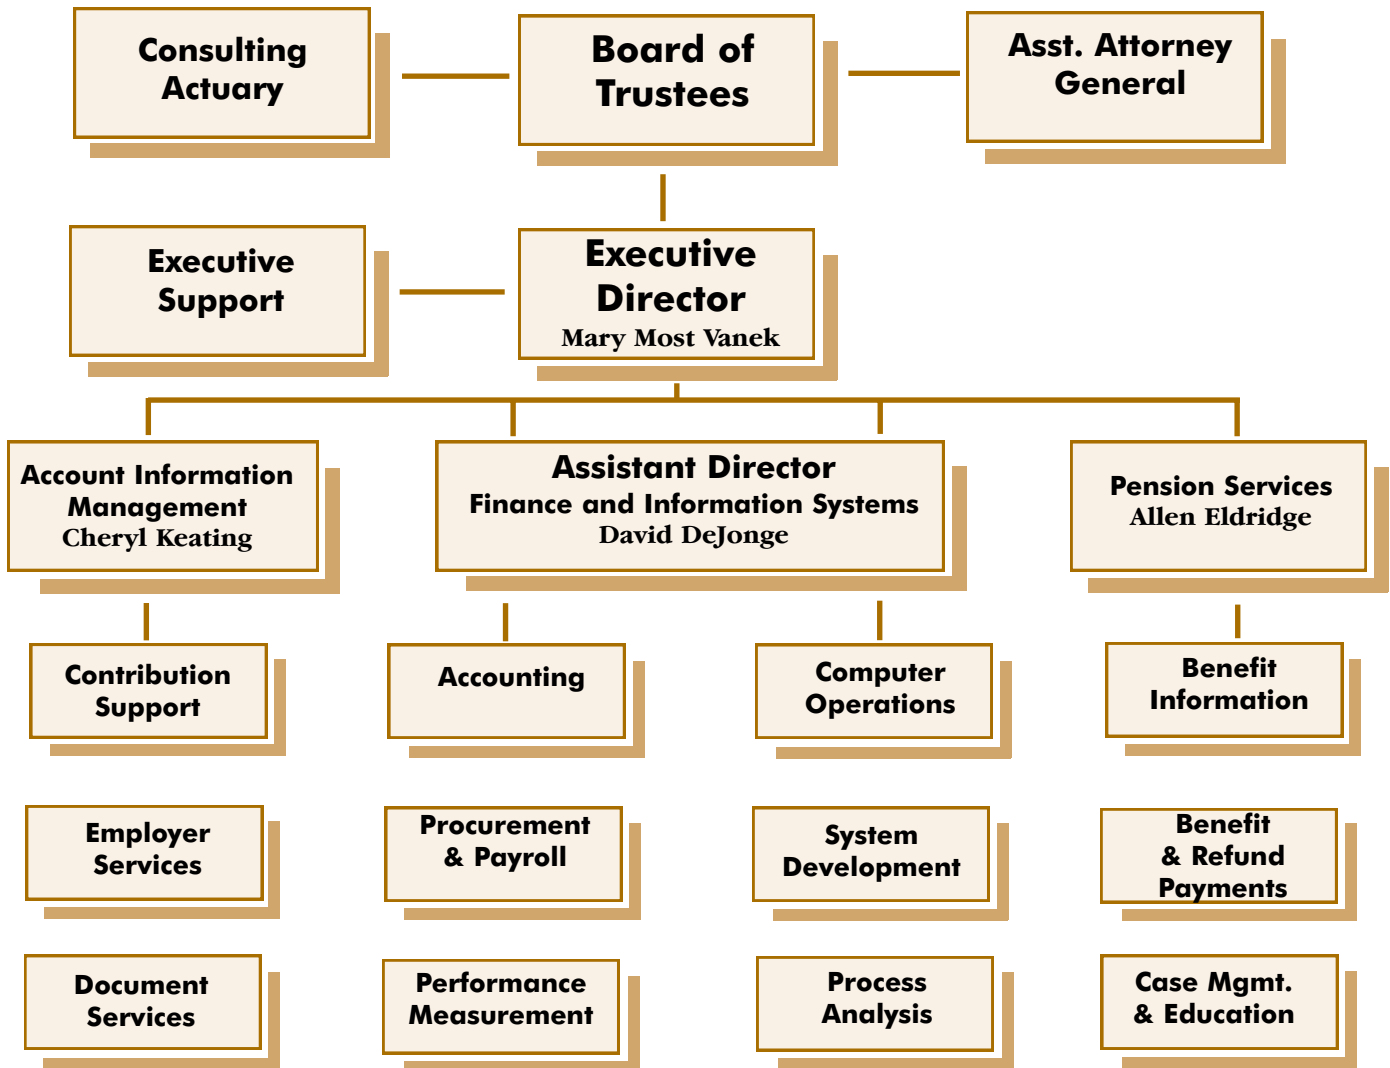 Consulting
Actuary
Board of
Trustees
Asst. Attorney
General
Executive
Support
Executive
Director
Mary Most Vanek
Account Information
Management
Cheryl Keating
Assistant Director
Finance and Information Systems
David DeJonge
Pension Services
Allen Eldridge
Contribution
Support
Accounting
Computer
Operations
Benefit
Information
Employer
Services
Procurement
& Payroll
System
Development
Benefit
& Refund
Payments
Document
Services
Performance
Measurement
Process
Analysis
Case Mgmt.
& Education